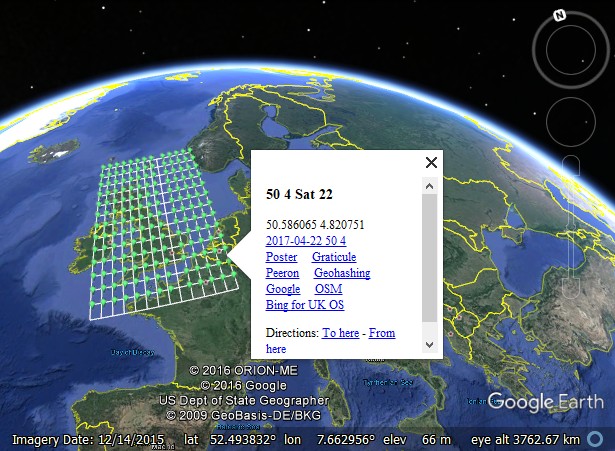 N
50 4 Sat 22
50.586065 4.820751
2017-04-22 50 4
Poster Graticule
Peeron Geohashing
Google OSM
Bing for UK OS
Directions: To here - From
here
Bay of Biscay
© 2016 ORION-ME
© 2016 Google
US Dept of State Geographer
© 2009 GeoBasis-DE/BKG
Google Earth
Imagery Date: 12/14/2015 lat 52.493832° lon 7.662956° elev 66 m eye alt 3762.67 km